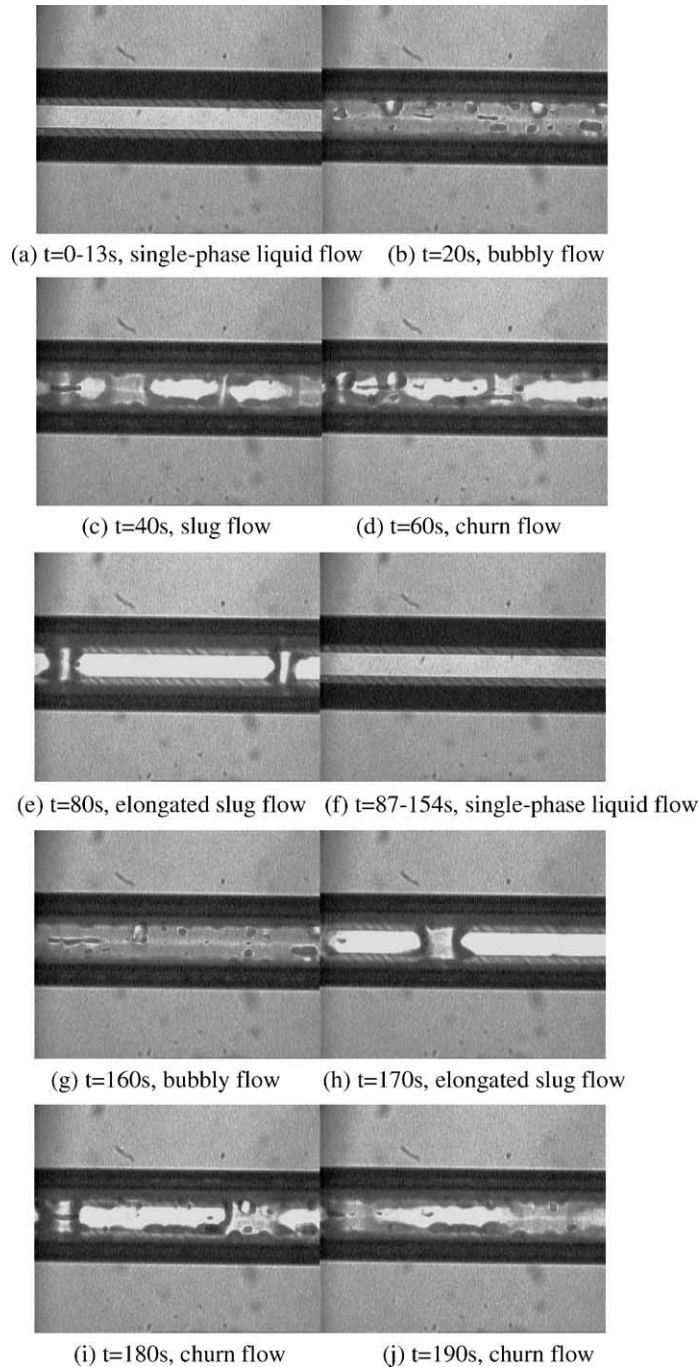 (a) t=0-13s, single-phase liquid flow (b) t=20s, bubbly flow
(c) t=40s, slug flow (d) t=60s, churn flow
(e) t=80s, elongated slug flow (f) t=87-154s, single-phase liquid flow
(g) t=160s, bubbly flow (h) t=170s, elongated slug flow
(i) t=180s, churn flow (j) t=190s, churn flow